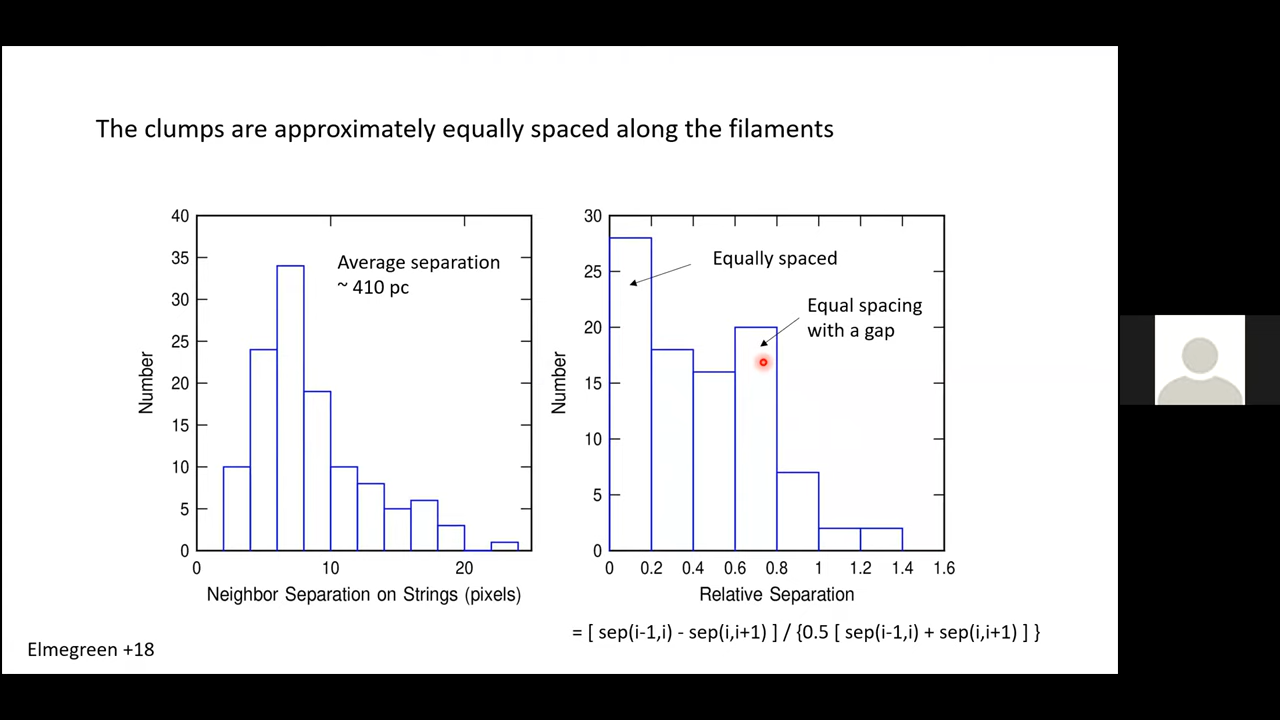 The clumps are approximately equally spaced along the filaments
40
35
30
25
20
15
10
5
0
0
10
20
Number
Neighbor Separation on Strings (pixels)
Average separation
~ 410 pc
30
25
20
15
10
5
0
0
0.2
0.4
0.6
0.8
1
1.2
1.4
1.6
Number
Relative Separation
Equally spaced
Equal spacing
with a gap
= [ sep(i-1,i) - sep(i,i+1) ] / {0.5 [ sep(i-1,i) + sep(i,i+1) ] }
Elmegreen +18